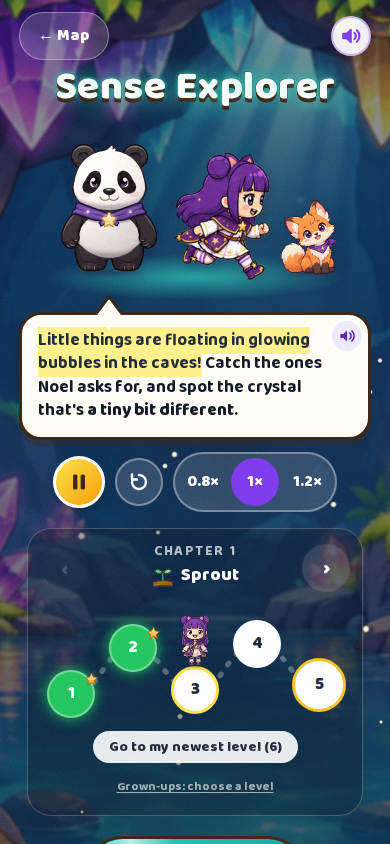 ← Map
Sense Explorer
Little things are floating in glowing
bubbles in the caves! Catch the ones
Noel asks for, and spot the crystal
that's a tiny bit different.
0.8× 1× 1.2×
CHAPTER 1
‹ Sprout ›
1 2 3 4 5
Go to my newest level (6)
Grown-ups: choose a level